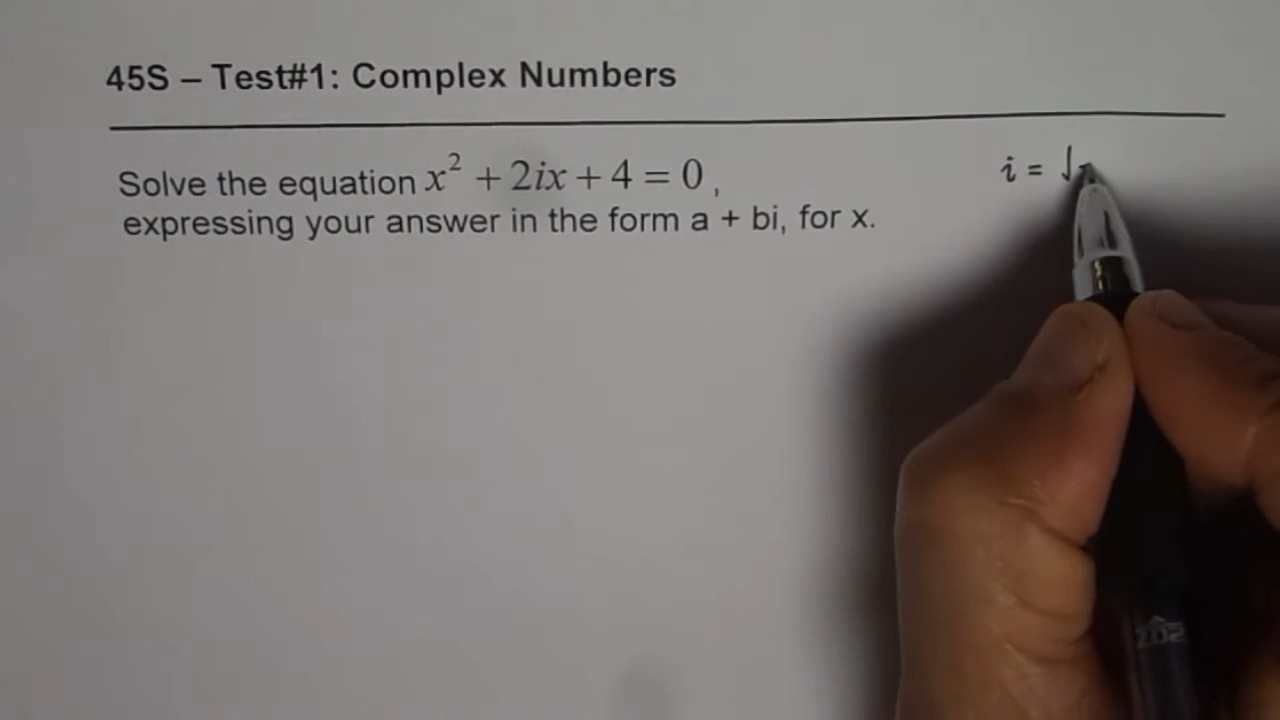 45S – Test#1: Complex Numbers
Solve the equation x² + 2ix + 4 = 0,
i = √
expressing your answer in the form a + bi, for x.